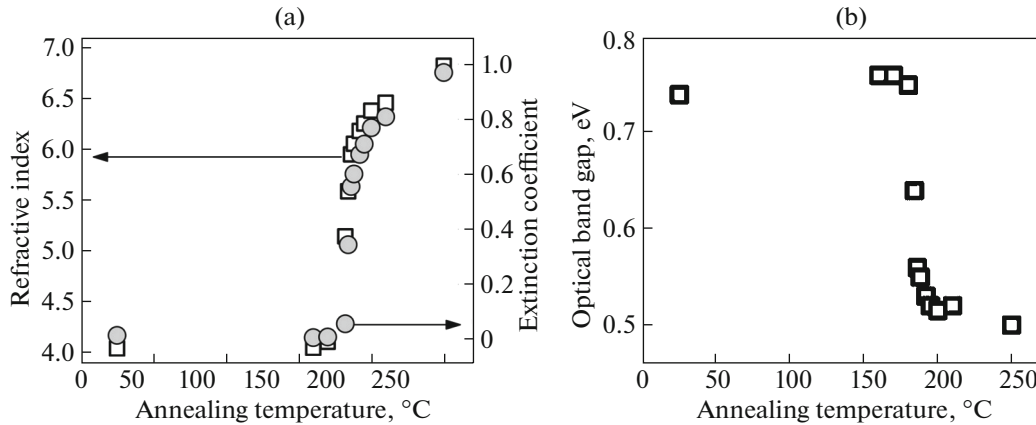 (a)
7.0
6.5
6.0
5.5
5.0
4.5
4.0
Refractive index
1.0
0.8
0.6
0.4
0.2
0
Extinction coefficient
0 50 100 150 200 250
Annealing temperature, °C
(b)
0.8
0.7
0.6
0.5
Optical band gap, eV
0 50 100 150 200 250
Annealing temperature, °C